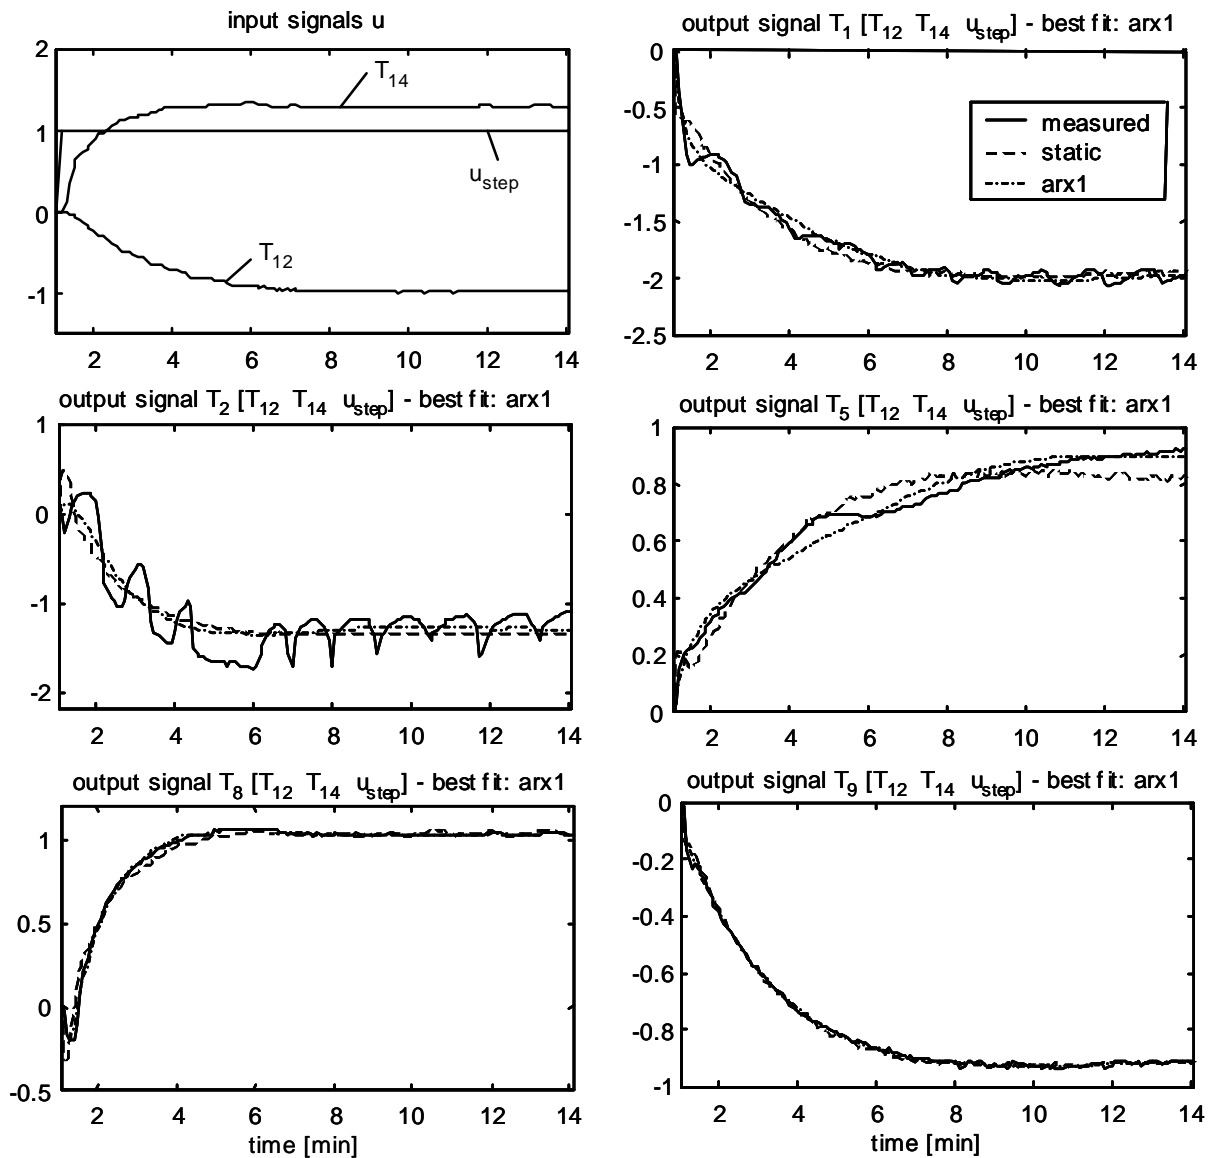 input signals u
2
1
0
-1
2 4 6 8 10 12 14
T14
ustep
T12
output signal T1 [T12 T14 ustep] - best fit: arx1
0
-0.5
-1
-1.5
-2
-2.5
2 4 6 8 10 12 14
measured
static
arx1
output signal T2 [T12 T14 ustep] - best fit: arx1
1
0
-1
-2
2 4 6 8 10 12 14
output signal T5 [T12 T14 ustep] - best fit: arx1
1
0.8
0.6
0.4
0.2
0
2 4 6 8 10 12 14
output signal T8 [T12 T14 ustep] - best fit: arx1
1
0.5
0
-0.5
2 4 6 8 10 12 14
time [min]
output signal T9 [T12 T14 ustep] - best fit: arx1
0
-0.2
-0.4
-0.6
-0.8
-1
2 4 6 8 10 12 14
time [min]